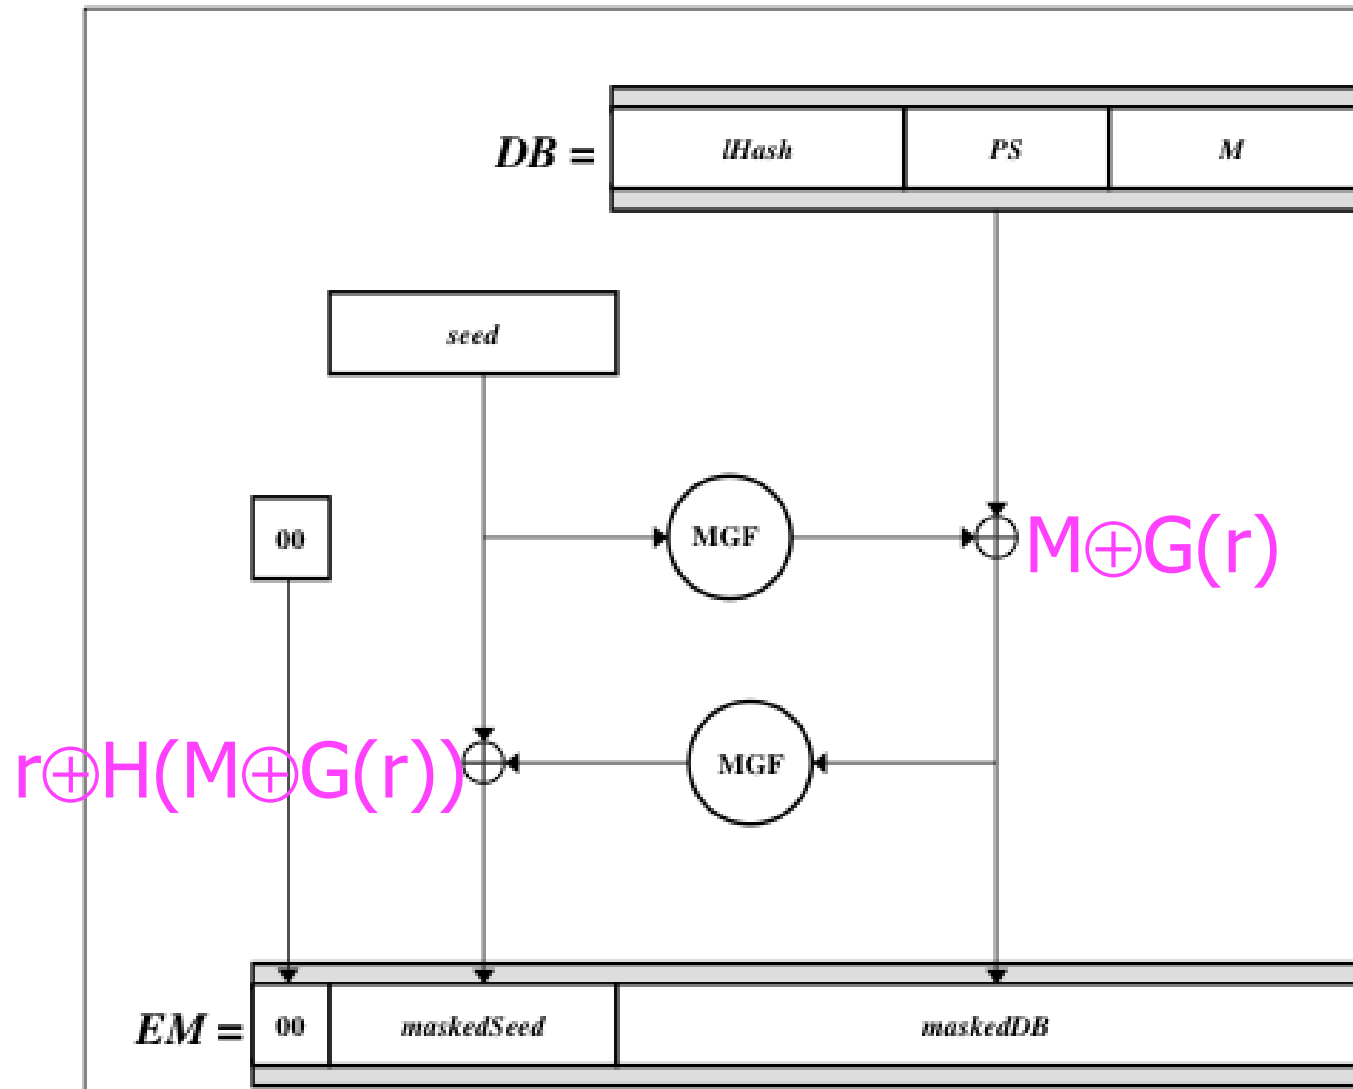 DB = lHash PS M
seed
00 MGF M⊕G(r)
r⊕H(M⊕G(r)) MGF
EM = 00 maskedSeed maskedDB